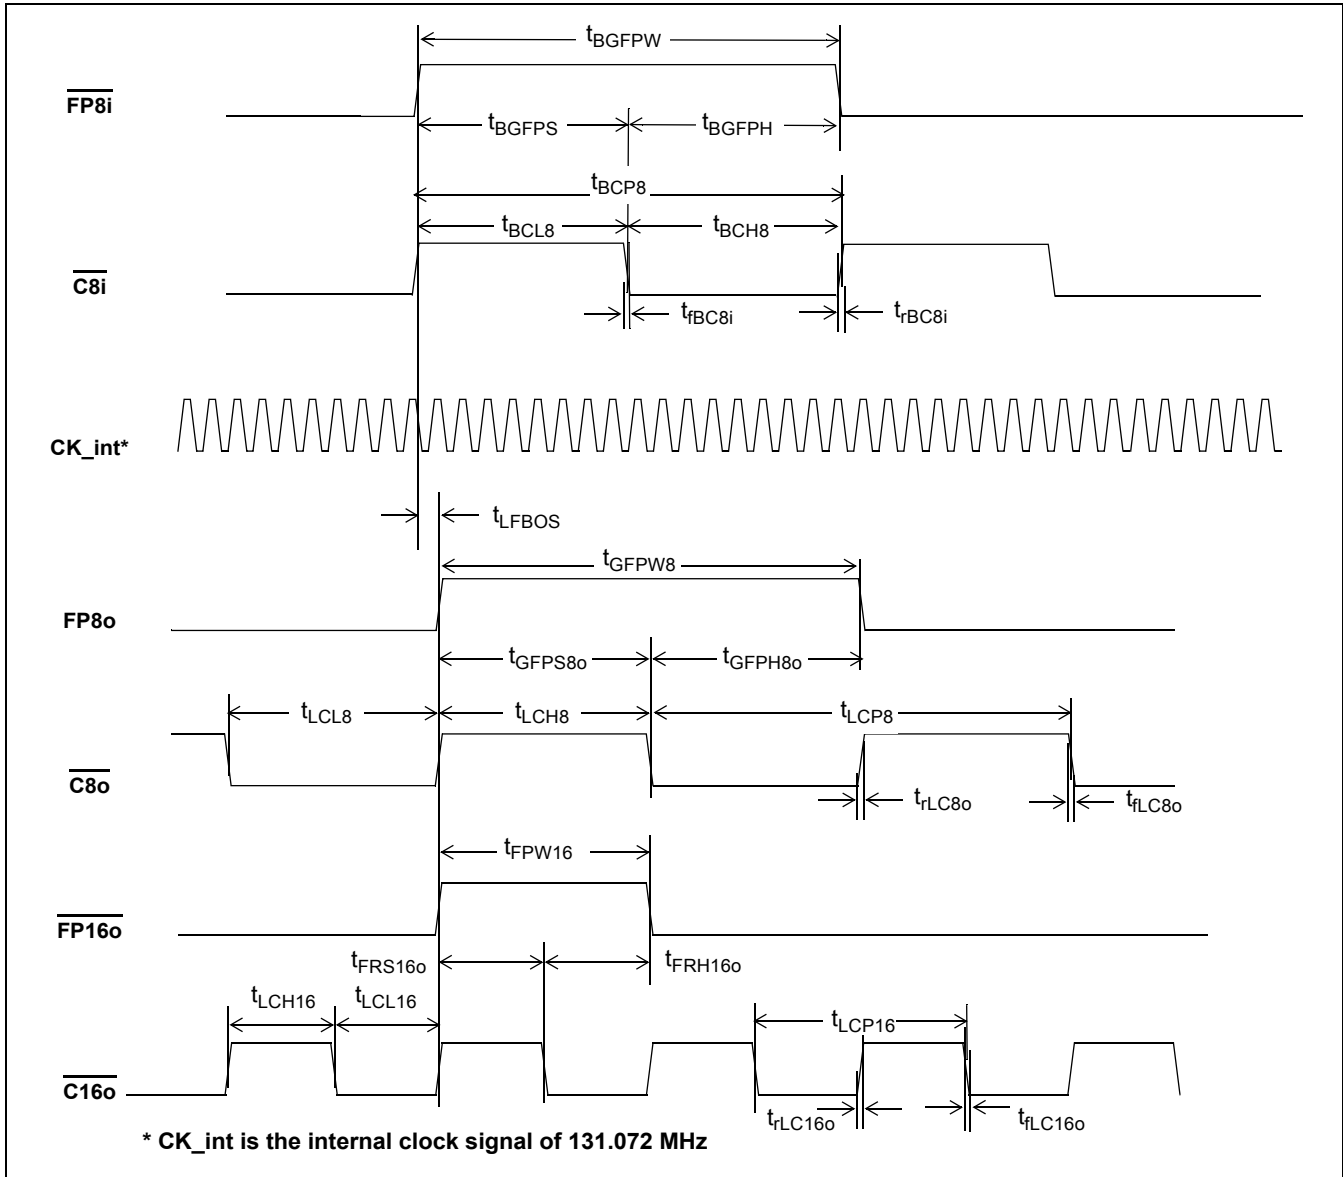 tBGFPW
FP8i
tBGFPS
tBGFPH
tBCP8
tBCL8
tBCH8
C8i
tfBC8i
trBC8i
CK_int*
tLFBOS
tGFPW8
FP8o
tGFPS8o
tGFPH8o
tLCL8
tLCH8
tLCP8
C8o
trLC8o
tfLC8o
tFPW16
FP16o
tFRS16o
tFRH16o
tLCH16
tLCL16
tLCP16
C16o
trLC16o
tfLC16o
* CK_int is the internal clock signal of 131.072 MHz